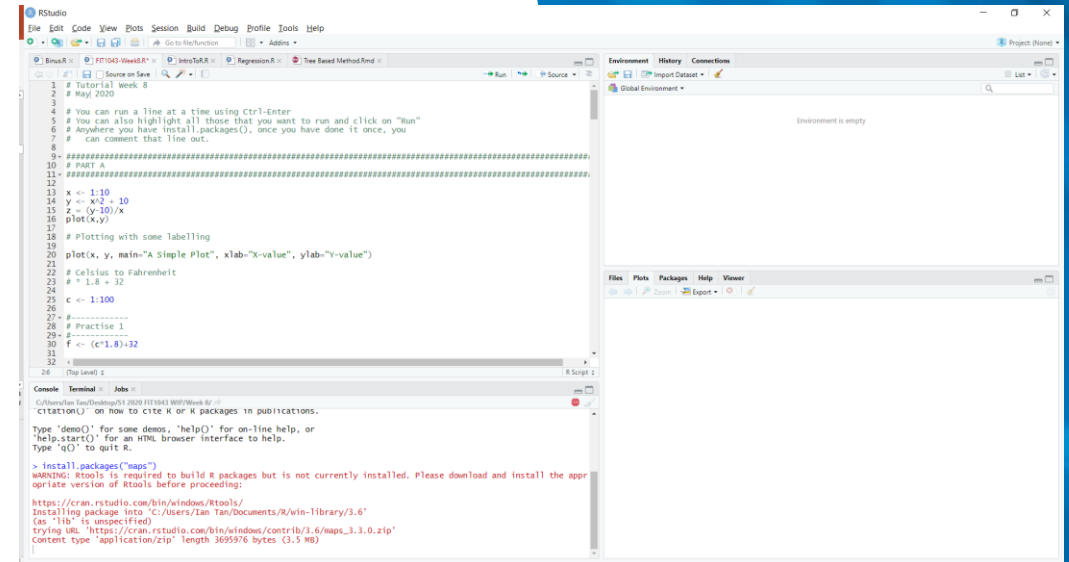 RStudio
File Edit Code View Plots Session Build Debug Profile Tools Help
Go to file/function Addins
Project: (None)
Binus.R FIT1043-Week8.R* IntroToR.R Regression.R Tree Based Method.Rmd
Source on Save Run Source
1 # Tutorial Week 8
2 # May 2020
3
4 # You can run a line at a time using Ctrl-Enter
5 # You can also highlight all those that you want to run and click on "Run"
6 # Anywhere you have install.packages(), once you have done it once, you
7 #   can comment that line out.
8
9 ##############################################################################################################
10 # PART A
11 ##############################################################################################################
12
13 x <- 1:10
14 y <- x^2 + 10
15 z = (y-10)/x
16 plot(x,y)
17
18 # Plotting with some labelling
19
20 plot(x, y, main="A Simple Plot", xlab="X-value", ylab="Y-value")
21
22 # Celsius to Fahrenheit
23 # * 1.8 + 32
24
25 c <- 1:100
26
27 #------------
28 # Practise 1
29 #------------
30 f <- (c*1.8)+32
31
32
2:6 (Top Level) R Script
Console Terminal Jobs
C:/Users/Ian Tan/Desktop/S1 2020 FIT1043 WIP/Week 8/
'citation()' on how to cite R or R packages in publications.
Type 'demo()' for some demos, 'help()' for on-line help, or
'help.start()' for an HTML browser interface to help.
Type 'q()' to quit R.
> install.packages("maps")
WARNING: Rtools is required to build R packages but is not currently installed. Please download and install the appr
opriate version of Rtools before proceeding:
https://cran.rstudio.com/bin/windows/Rtools/
Installing package into 'C:/Users/Ian Tan/Documents/R/win-library/3.6'
(as 'lib' is unspecified)
trying URL 'https://cran.rstudio.com/bin/windows/contrib/3.6/maps_3.3.0.zip'
Content type 'application/zip' length 3695976 bytes (3.5 MB)
Environment History Connections
Import Dataset List
Global Environment
Environment is empty
Files Plots Packages Help Viewer
Zoom Export